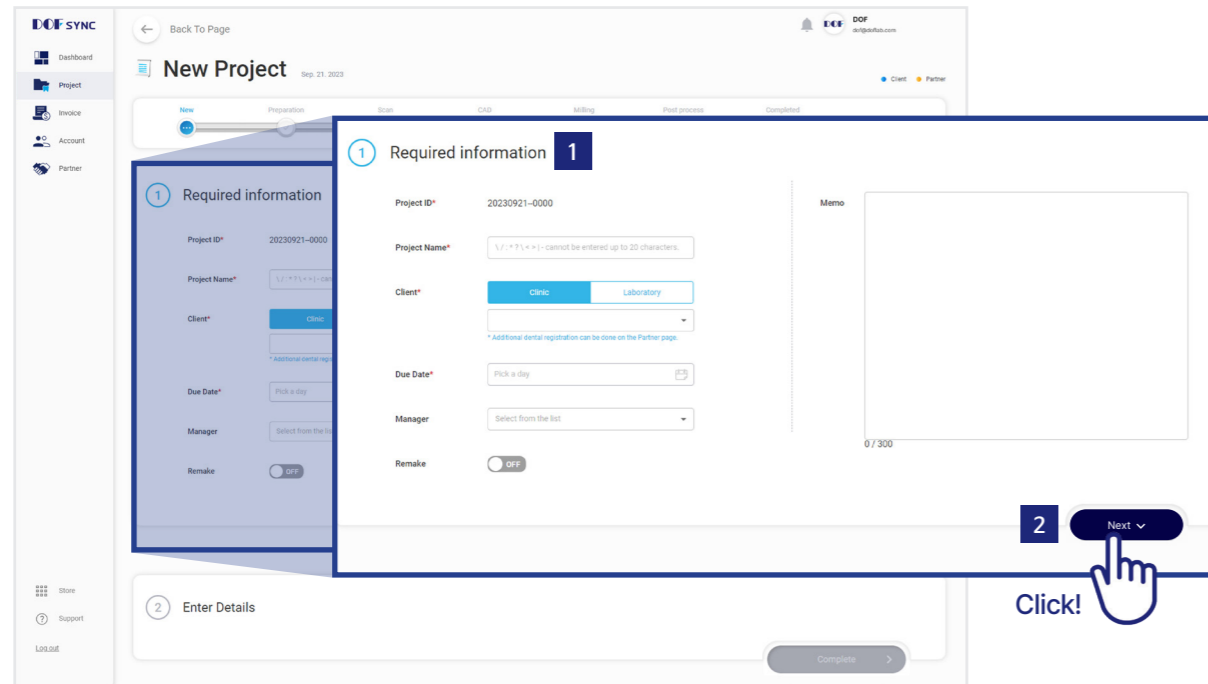 DOF SYNC
Back To Page
DOF
DOF
dof@doflab.com
Dashboard
Project
Invoice
Account
Partner
New Project
Sep. 21. 2023
Client
Partner
New
Preparation
Scan
CAD
Milling
Post process
Completed
1
Required information
Project ID*
20230921--0000
Project Name*
Client*
Clinic
Due Date*
Pick a day
Manager
Remake
OFF
1
Required information
1
Project ID*
20230921--0000
Project Name*
\ / : * ? \ < > | ~ cannot be entered up to 20 characters.
Client*
Clinic
Laboratory
* Additional dental registration can be done on the Partner page.
Due Date*
Pick a day
Manager
Select from the list
Remake
OFF
Memo
0 / 300
2
Next
Click!
2
Enter Details
Complete
Store
Support
Log out